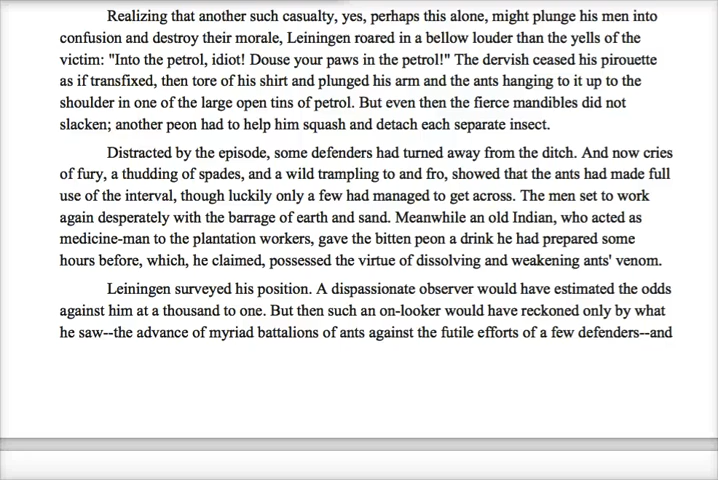 Realizing that another such casualty, yes, perhaps this alone, might plunge his men into
confusion and destroy their morale, Leiningen roared in a bellow louder than the yells of the
victim: "Into the petrol, idiot! Douse your paws in the petrol!" The dervish ceased his pirouette
as if transfixed, then tore of his shirt and plunged his arm and the ants hanging to it up to the
shoulder in one of the large open tins of petrol. But even then the fierce mandibles did not
slacken; another peon had to help him squash and detach each separate insect.
Distracted by the episode, some defenders had turned away from the ditch. And now cries
of fury, a thudding of spades, and a wild trampling to and fro, showed that the ants had made full
use of the interval, though luckily only a few had managed to get across. The men set to work
again desperately with the barrage of earth and sand. Meanwhile an old Indian, who acted as
medicine-man to the plantation workers, gave the bitten peon a drink he had prepared some
hours before, which, he claimed, possessed the virtue of dissolving and weakening ants' venom.
Leiningen surveyed his position. A dispassionate observer would have estimated the odds
against him at a thousand to one. But then such an on-looker would have reckoned only by what
he saw--the advance of myriad battalions of ants against the futile efforts of a few defenders--and